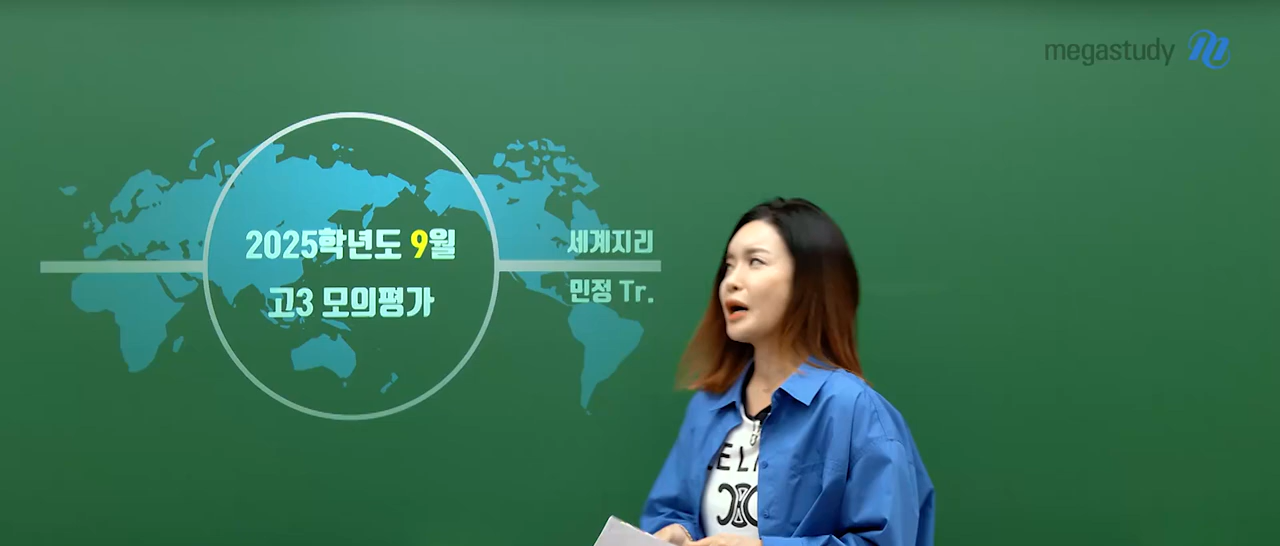 megastudy
2025학년도 9월
고3 모의평가
세계지리
민정 Tr.